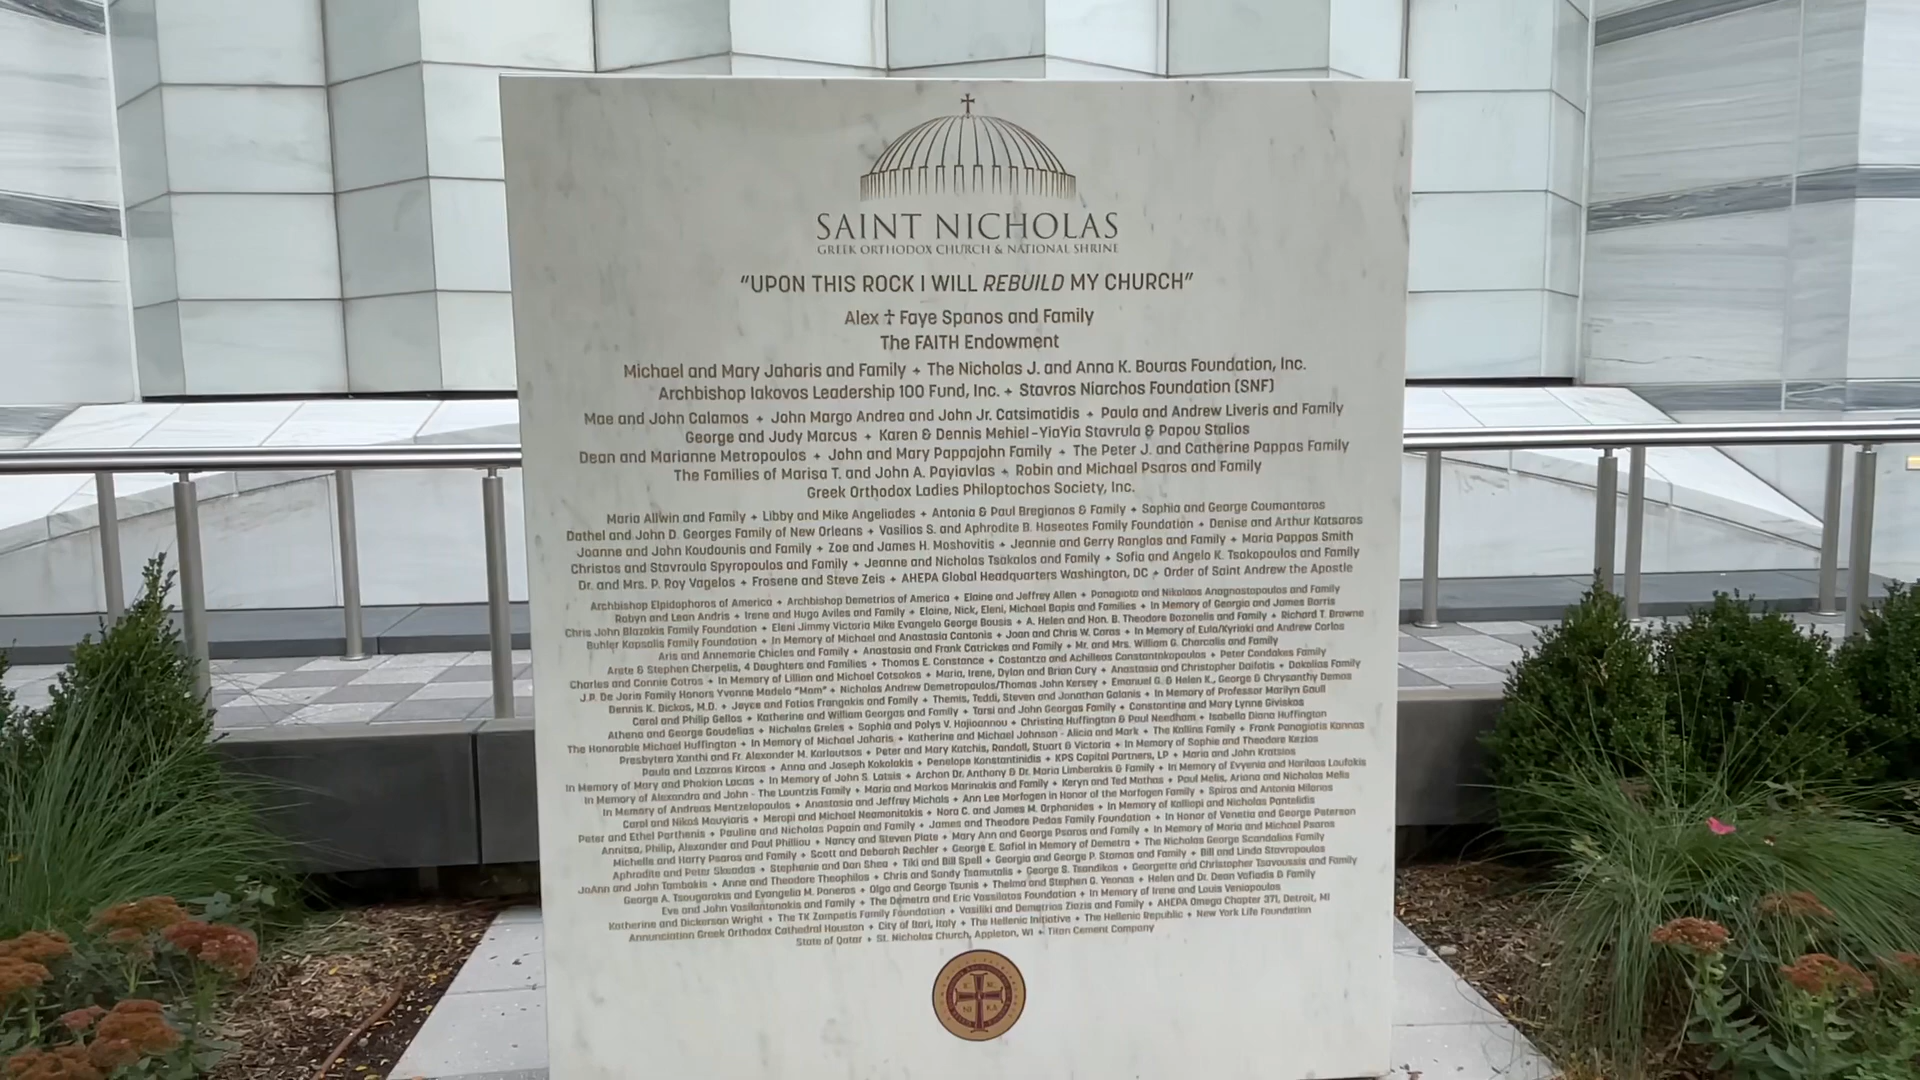 SAINT NICHOLAS
GREEK ORTHODOX CHURCH & NATIONAL SHRINE
“UPON THIS ROCK I WILL REBUILD MY CHURCH”
Alex ✝ Faye Spanos and Family
The FAITH Endowment
Michael and Mary Jaharis and Family + The Nicholas J. and Anna K. Bouras Foundation, Inc.
Archbishop Iakovos Leadership 100 Fund, Inc. + Stavros Niarchos Foundation (SNF)
Mae and John Calamos + John Margo Andrea and John Jr. Catsimatidis + Paula and Andrew Liveris and Family
George and Judy Marcus + Karen & Dennis Mehiel-YiaYia Stavrula & Papou Stalios
Dean and Marianne Metropoulos + John and Mary Pappajohn Family + The Peter J. and Catherine Pappas Family
The Families of Marisa T. and John A. Payiavlas + Robin and Michael Psaros and Family
Greek Orthodox Ladies Philoptochos Society, Inc.
Maria Allwin and Family + Libby and Mike Angeliades + Antonia & Paul Bregianos & Family + Sophia and George Coumantaros
Dathel and John D. Georges Family of New Orleans + Vasilios S. and Aphrodite B. Haseotes Family Foundation + Denise and Arthur Katsaros
Joanne and John Koudounis and Family + Zoe and James H. Moshovitis + Jeannie and Gerry Ranglas and Family + Maria Pappas Smith
Christos and Stavroula Spyropoulos and Family + Jeanne and Nicholas Tsakalos and Family + Sofia and Angelo K. Tsakopoulos and Family
Dr. and Mrs. P. Roy Vagelos + Frosene and Steve Zeis + AHEPA Global Headquarters Washington, DC + Order of Saint Andrew the Apostle
Archbishop Elpidophoros of America + Archbishop Demetrios of America + Elaine and Jeffrey Allen + Panagiota and Nikolaos Anagnostopoulos and Family
Robyn and Leon Andris + Irene and Hugo Aviles and Family + Elaine, Nick, Eleni, Michael Bapis and Families + In Memory of Georgia and James Barris
Chris John Blazakis Family Foundation + Eleni Jimmy Victoria Mike Evangelo George Bousis + A. Helen and Hon. B. Theodore Bozonelis and Family + Richard T. Browne
Buhler Kapsalis Family Foundation + In Memory of Michael and Anastasia Cantonis + Joan and Chris W. Caras + In Memory of Eula/Kyriaki and Andrew Carlos
Aris and Annemarie Chicles and Family + Anastasia and Frank Catrickes and Family + Mr. and Mrs. William G. Charcalis and Family
Arete & Stephen Cherpelis, 4 Daughters and Families + Thomas E. Constance + Costantza and Achilleas Constantakopoulos + Peter Condakes Family
Charles and Connie Cotros + In Memory of Lillian and Michael Cotsakos + Maria, Irene, Dylan and Brian Cury + Anastasia and Christopher Daifotis + Dakalias Family
J.P. De Joria Family Honors Yvonne Modelo "Mam" + Nicholas Andrew Demetropoulos/Thomas John Kersey + Emanuel G. & Helen K., George & Chrysanthy Demas
Dennis K. Dickos, M.D. + Joyce and Fotios Frangakis and Family + Themis, Teddi, Steven and Jonathan Galanis + In Memory of Professor Marilyn Gaull
Carol and Philip Gellos + Katherine and William Georgas and Family + Tarsi and John Georgas Family + Constantine and Mary Lynne Giviskos
Athena and George Goudelias + Nicholas Greles + Sophia and Polys V. Hajioannou + Christina Huffington & Paul Needham + Isabella Diana Huffington
The Honorable Michael Huffington + In Memory of Michael Jaharis + Katherine and Michael Johnson - Alicia and Mark + The Kallins Family + Frank Panagiotis Kannas
Presbytera Xanthi and Fr. Alexander M. Karloutsos + Peter and Mary Katchis, Randall, Stuart & Victoria + In Memory of Sophie and Theodore Kezios
Paula and Lazaros Kircos + Anna and Joseph Kokolakis + Penelope Konstantinidis + KPS Capital Partners, LP + Maria and John Kratsios
In Memory of Mary and Phokion Lacas + In Memory of John S. Latsis + Archon Dr. Anthony & Dr. Maria Limberakis & Family + In Memory of Evyenia and Harilaos Loufakis
In Memory of Alexandra and John - The Lountzis Family + Maria and Markos Marinakis and Family + Keryn and Ted Mathas + Paul Melis, Ariana and Nicholas Melis
In Memory of Andreas Mentzelopoulos + Anastasia and Jeffrey Michals + Ann Lee Morfogen in Honor of the Morfogen Family + Spiros and Antonia Milonas
Carol and Nikos Mouyiaris + Meropi and Michael Neamonitakis + Nora C. and James M. Orphanides + In Memory of Kalliopi and Nicholas Pantelidis
Peter and Ethel Parthenis + Pauline and Nicholas Papain and Family + James and Theodore Pedas Family Foundation + In Honor of Venetia and George Peterson
Annitsa, Philip, Alexander and Paul Philliou + Nancy and Steven Plate + Mary Ann and George Psaros and Family + In Memory of Maria and Michael Psaros
Michelle and Harry Psaros and Family + Scott and Deborah Rechler + George E. Safiol in Memory of Demetra + The Nicholas George Scandalios Family
Aphrodite and Peter Skeadas + Stephanie and Dan Shea + Tiki and Bill Spell + Georgia and George P. Stamas and Family + Bill and Linda Stavropoulos
JoAnn and John Tambakis + Anne and Theodore Theophilos + Chris and Sandy Tsamutalis + George S. Tsandikos + Georgette and Christopher Tsavoussis and Family
George A. Tsougarakis and Evangelia M. Paneros + Olga and George Tsunis + Thelma and Stephen G. Yeonas + Helen and Dr. Dean Vafiadis & Family
Eve and John Vasilantonakis and Family + The Demetra and Eric Vassilatos Foundation + In Memory of Irene and Louis Veniopoulos
Katherine and Dickerson Wright + The TK Zampetis Family Foundation + Vasiliki and Demetrios Ziozis and Family + AHEPA Omega Chapter 371, Detroit, MI
Annunciation Greek Orthodox Cathedral Houston + City of Bari, Italy + The Hellenic Initiative + The Hellenic Republic + New York Life Foundation
State of Qatar + St. Nicholas Church, Appleton, WI + Titan Cement Company